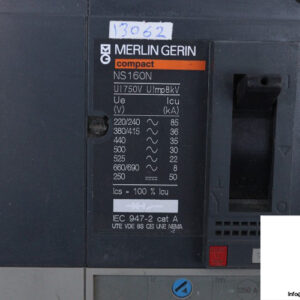 13062
MERLIN GERIN
compact
NS160N
Ui 750V Uimp 8kV
Ue Icu
(V) (kA)
220/240 ~ 85
380/415 ~ 36
440 ~ 35
500 ~ 30
525 ~ 22
660/690 ~ 8
250 ⎓ 50
Ics = 100 % Icu
IEC 947-2 cat A
UTE VDE BS CEI UNE NEMA